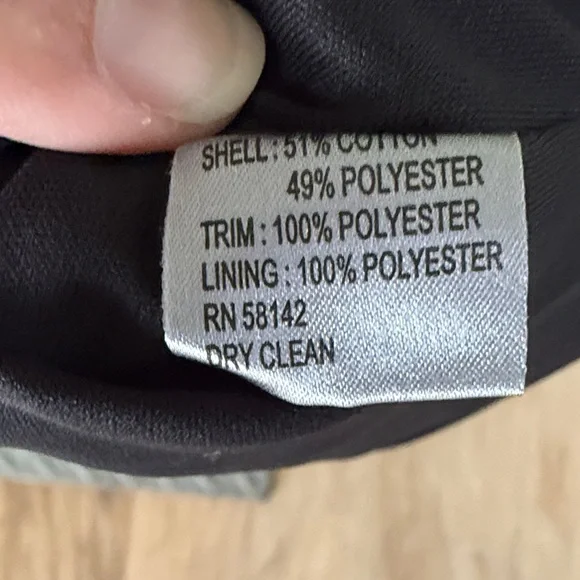 SHELL: 51% COTTON
49% POLYESTER
TRIM: 100% POLYESTER
LINING: 100% POLYESTER
RN 58142
DRY CLEAN